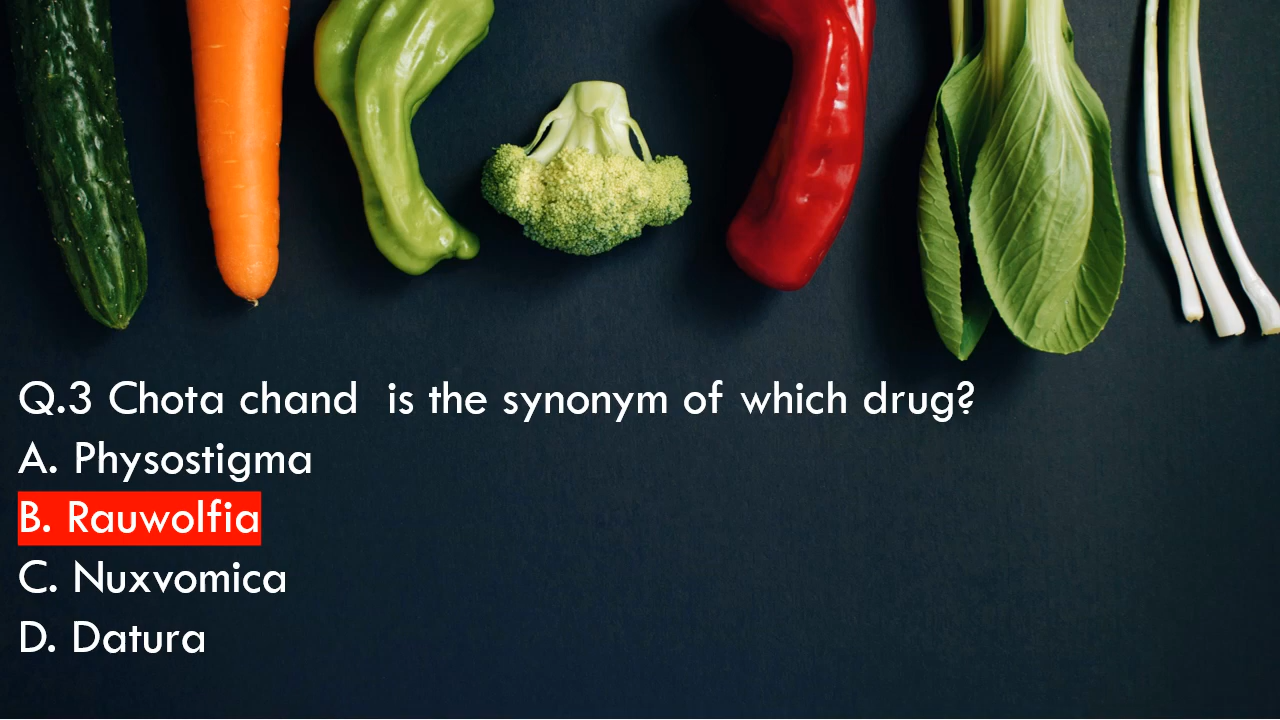 Q.3 Chota chand  is the synonym of which drug?
A. Physostigma
B. Rauwolfia
C. Nuxvomica
D. Datura